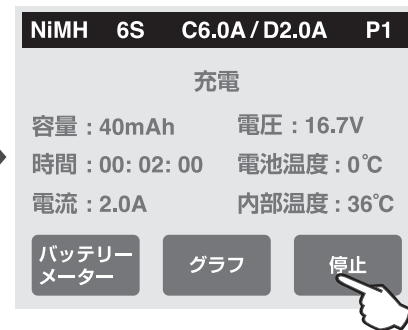 NiMH 6S C6.0A/D2.0A P1
充電
容量：40mAh 電圧：16.7V
時間：00: 02: 00 電池温度：0℃
電流：2.0A 内部温度：36℃
バッテリー
メーター
グラフ
停止